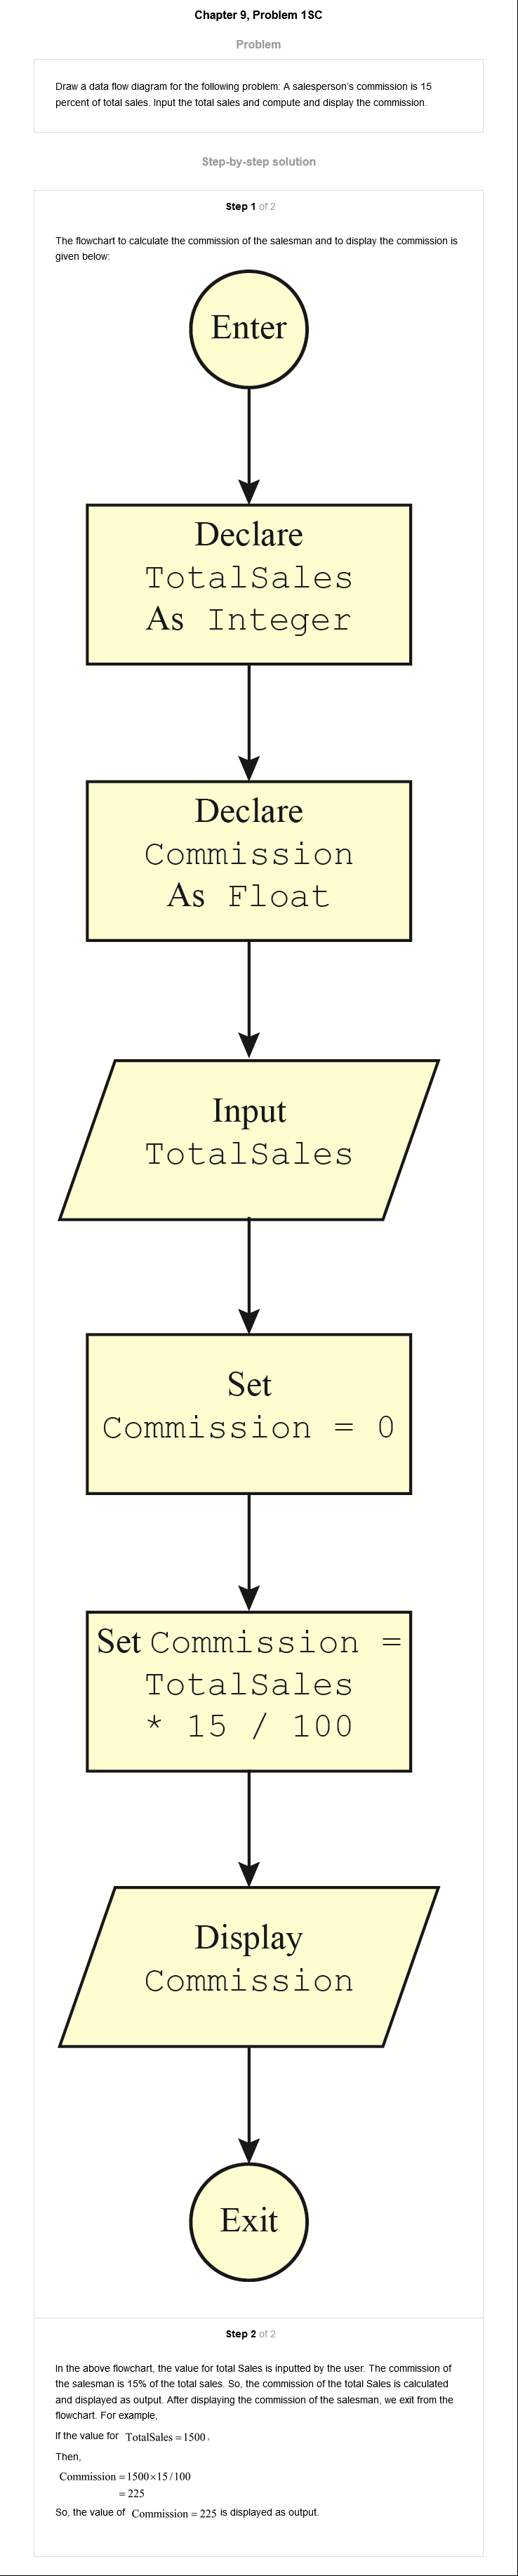 Chapter 9, Problem 1SC
Problem
Draw a data flow diagram for the following problem: A salesperson's commission is 15
percent of total sales. Input the total sales and compute and display the commission.
Step-by-step solution
Step 1 of 2
The flowchart to calculate the commission of the salesman and to display the commission is
given below:
Enter
Declare
TotalSales
As Integer
Declare
Commission
As Float
Input
TotalSales
Set
Commission = 0
Set Commission =
TotalSales
* 15 / 100
Display
Commission
Exit
Step 2 of 2
In the above flowchart, the value for total Sales is inputted by the user. The commission of
the salesman is 15% of the total sales. So, the commission of the total Sales is calculated
and displayed as output. After displaying the commission of the salesman, we exit from the
flowchart. For example,
If the value for TotalSales = 1500.
Then,
Commission = 1500×15/100
= 225
So, the value of Commission = 225 is displayed as output.